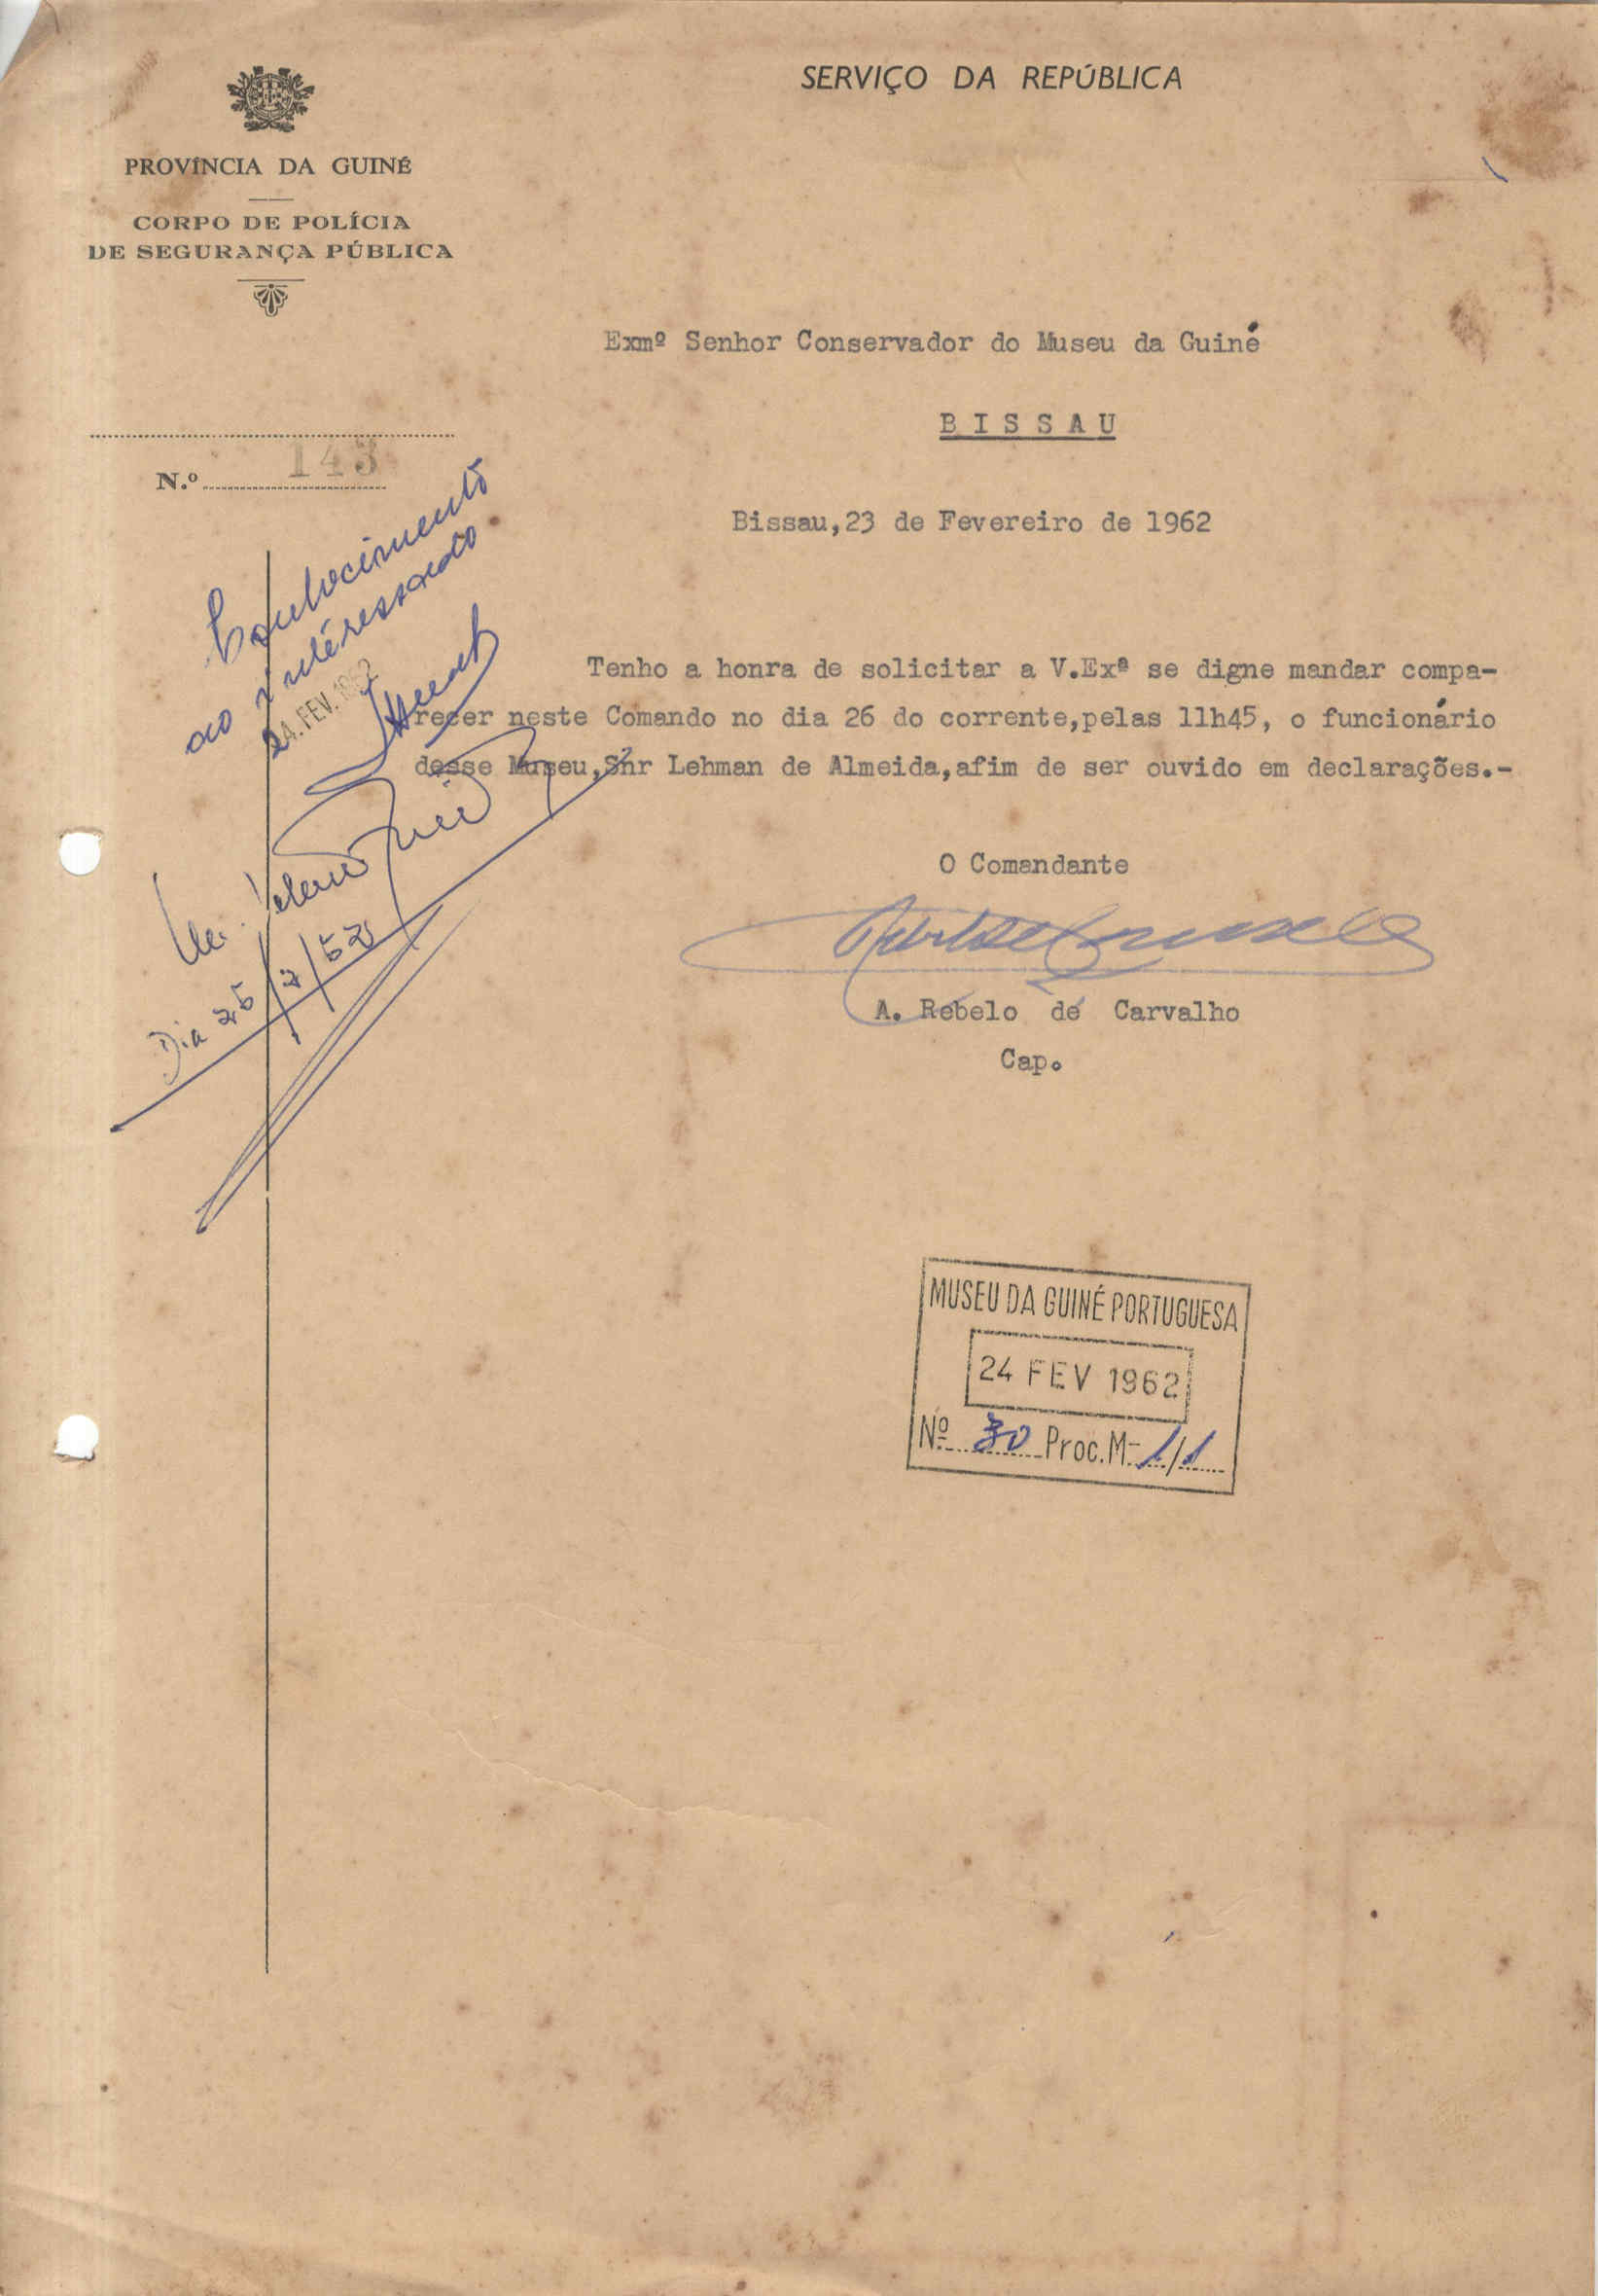 SERVIÇO DA REPÚBLICA
PROVÍNCIA DA GUINÉ
CORPO DE POLÍCIA
DE SEGURANÇA PÚBLICA
Exmº Senhor Conservador do Museu da Guiné
BISSAU
N.º 143
Bissau,23 de Fevereiro de 1962
Conhecimento
ao interessado
24. FEV. 1962
Tenho a honra de solicitar a V.Exª se digne mandar compa-
recer neste Comando no dia 26 do corrente,pelas 11h45, o funcionário
desse Museu,Snr Lehman de Almeida,afim de ser ouvido em declarações.-
Dia
O Comandante
A. Rebelo de Carvalho
Cap.
MUSEU DA GUINÉ PORTUGUESA
24 FEV 1962
Nº 30 Proc. M- 1/1